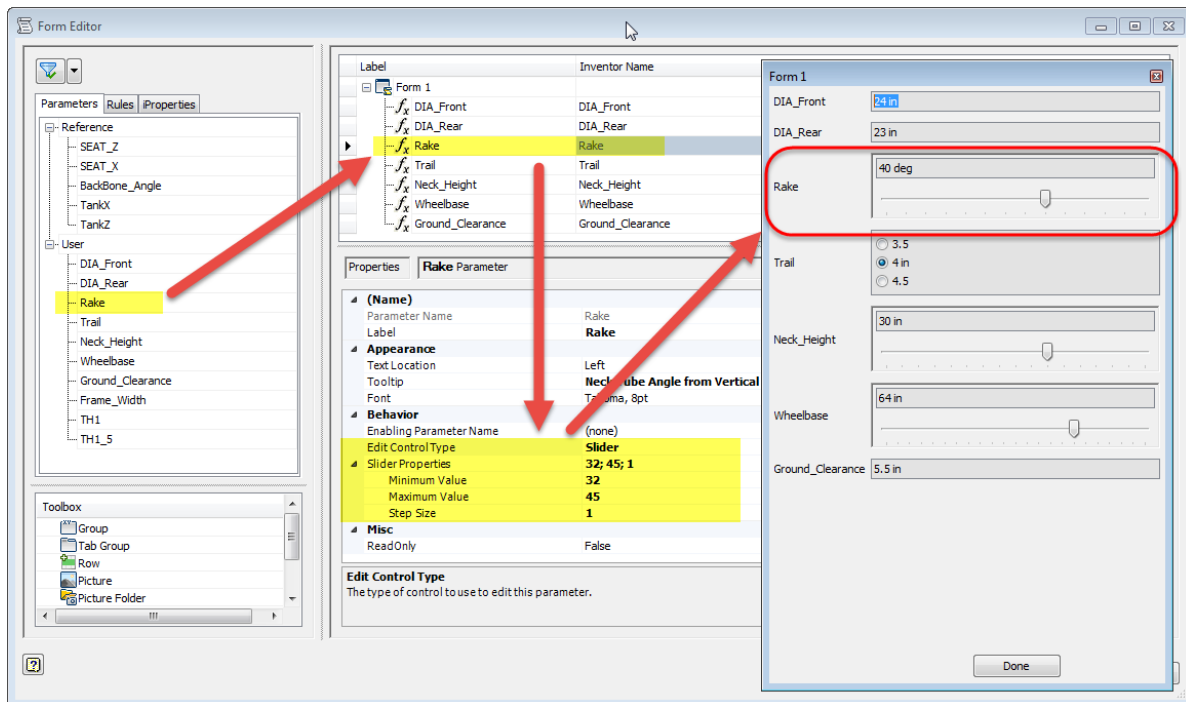 Form Editor
Parameters Rules iProperties
Reference
SEAT_Z
SEAT_X
BackBone_Angle
TankX
TankZ
User
DIA_Front
DIA_Rear
Rake
Trail
Neck_Height
Wheelbase
Ground_Clearance
Frame_Width
TH1
TH1_5
Toolbox
Group
Tab Group
Row
Picture
Picture Folder
Label Inventor Name
Form 1
fx DIA_Front DIA_Front
fx DIA_Rear DIA_Rear
fx Rake Rake
fx Trail Trail
fx Neck_Height Neck_Height
fx Wheelbase Wheelbase
fx Ground_Clearance Ground_Clearance
Properties Rake Parameter
(Name)
Parameter Name Rake
Label Rake
Appearance
Text Location Left
Tooltip Neck Tube Angle from Vertical
Font Tahoma, 8pt
Behavior
Enabling Parameter Name (none)
Edit Control Type Slider
Slider Properties 32; 45; 1
Minimum Value 32
Maximum Value 45
Step Size 1
Misc
ReadOnly False
Edit Control Type
The type of control to use to edit this parameter.
Form 1
DIA_Front 24 in
DIA_Rear 23 in
Rake 40 deg
Trail
3.5
4 in
4.5
Neck_Height 30 in
Wheelbase 64 in
Ground_Clearance 5.5 in
Done